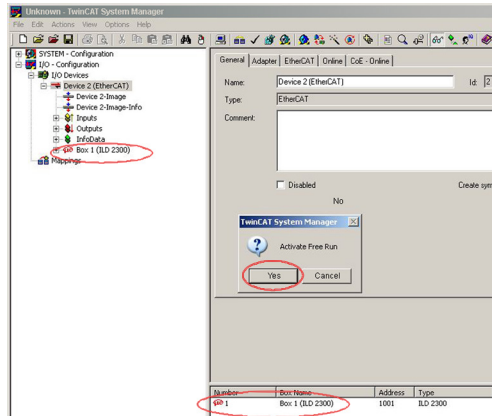 Unknown - TwinCAT System Manager
File Edit Actions View Options Help
SYSTEM - Configuration
I/O - Configuration
I/O Devices
Device 2 (EtherCAT)
Device 2-Image
Device 2-Image-Info
Inputs
Outputs
InfoData
Box 1 (ILD 2300)
Mappings
General Adapter EtherCAT Online CoE - Online
Name: Device 2 (EtherCAT) Id: 2
Type: EtherCAT
Comment:
Disabled Create sym
No
TwinCAT System Manager
Activate Free Run
Yes Cancel
Number Box Name Address Type
1 Box 1 (ILD 2300) 1001 ILD 2300